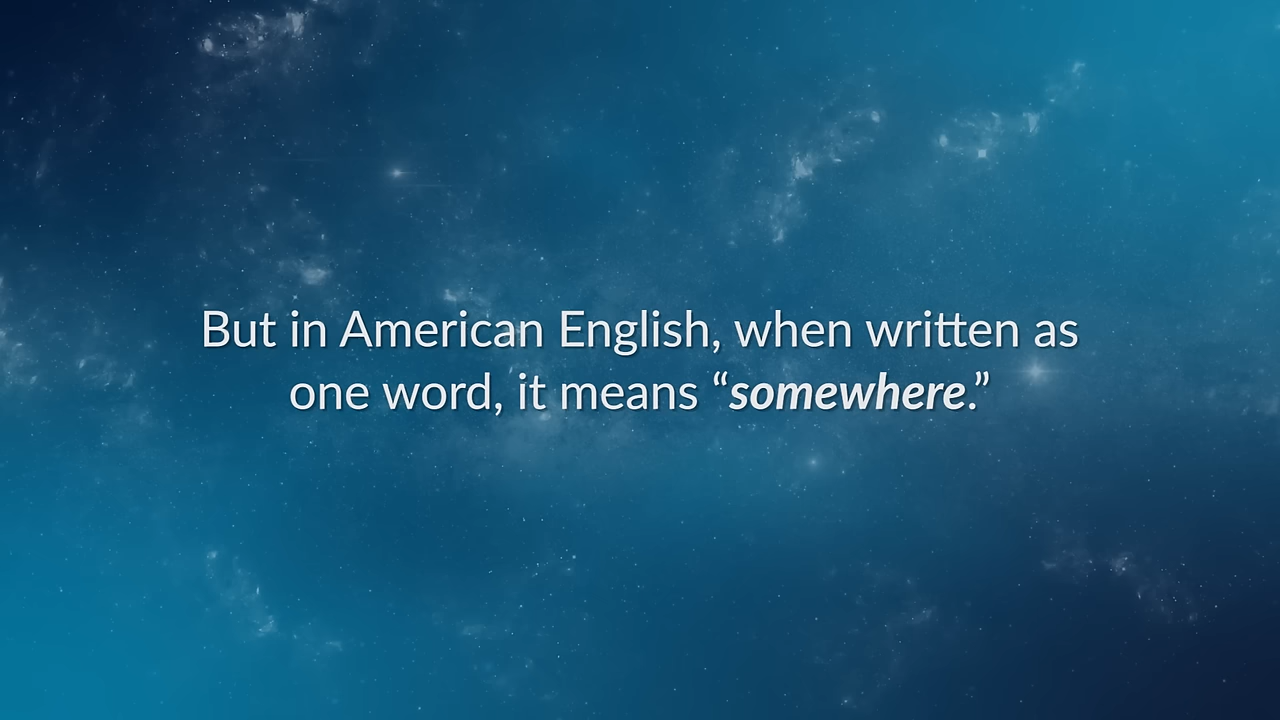 But in American English, when written as
one word, it means “somewhere.”